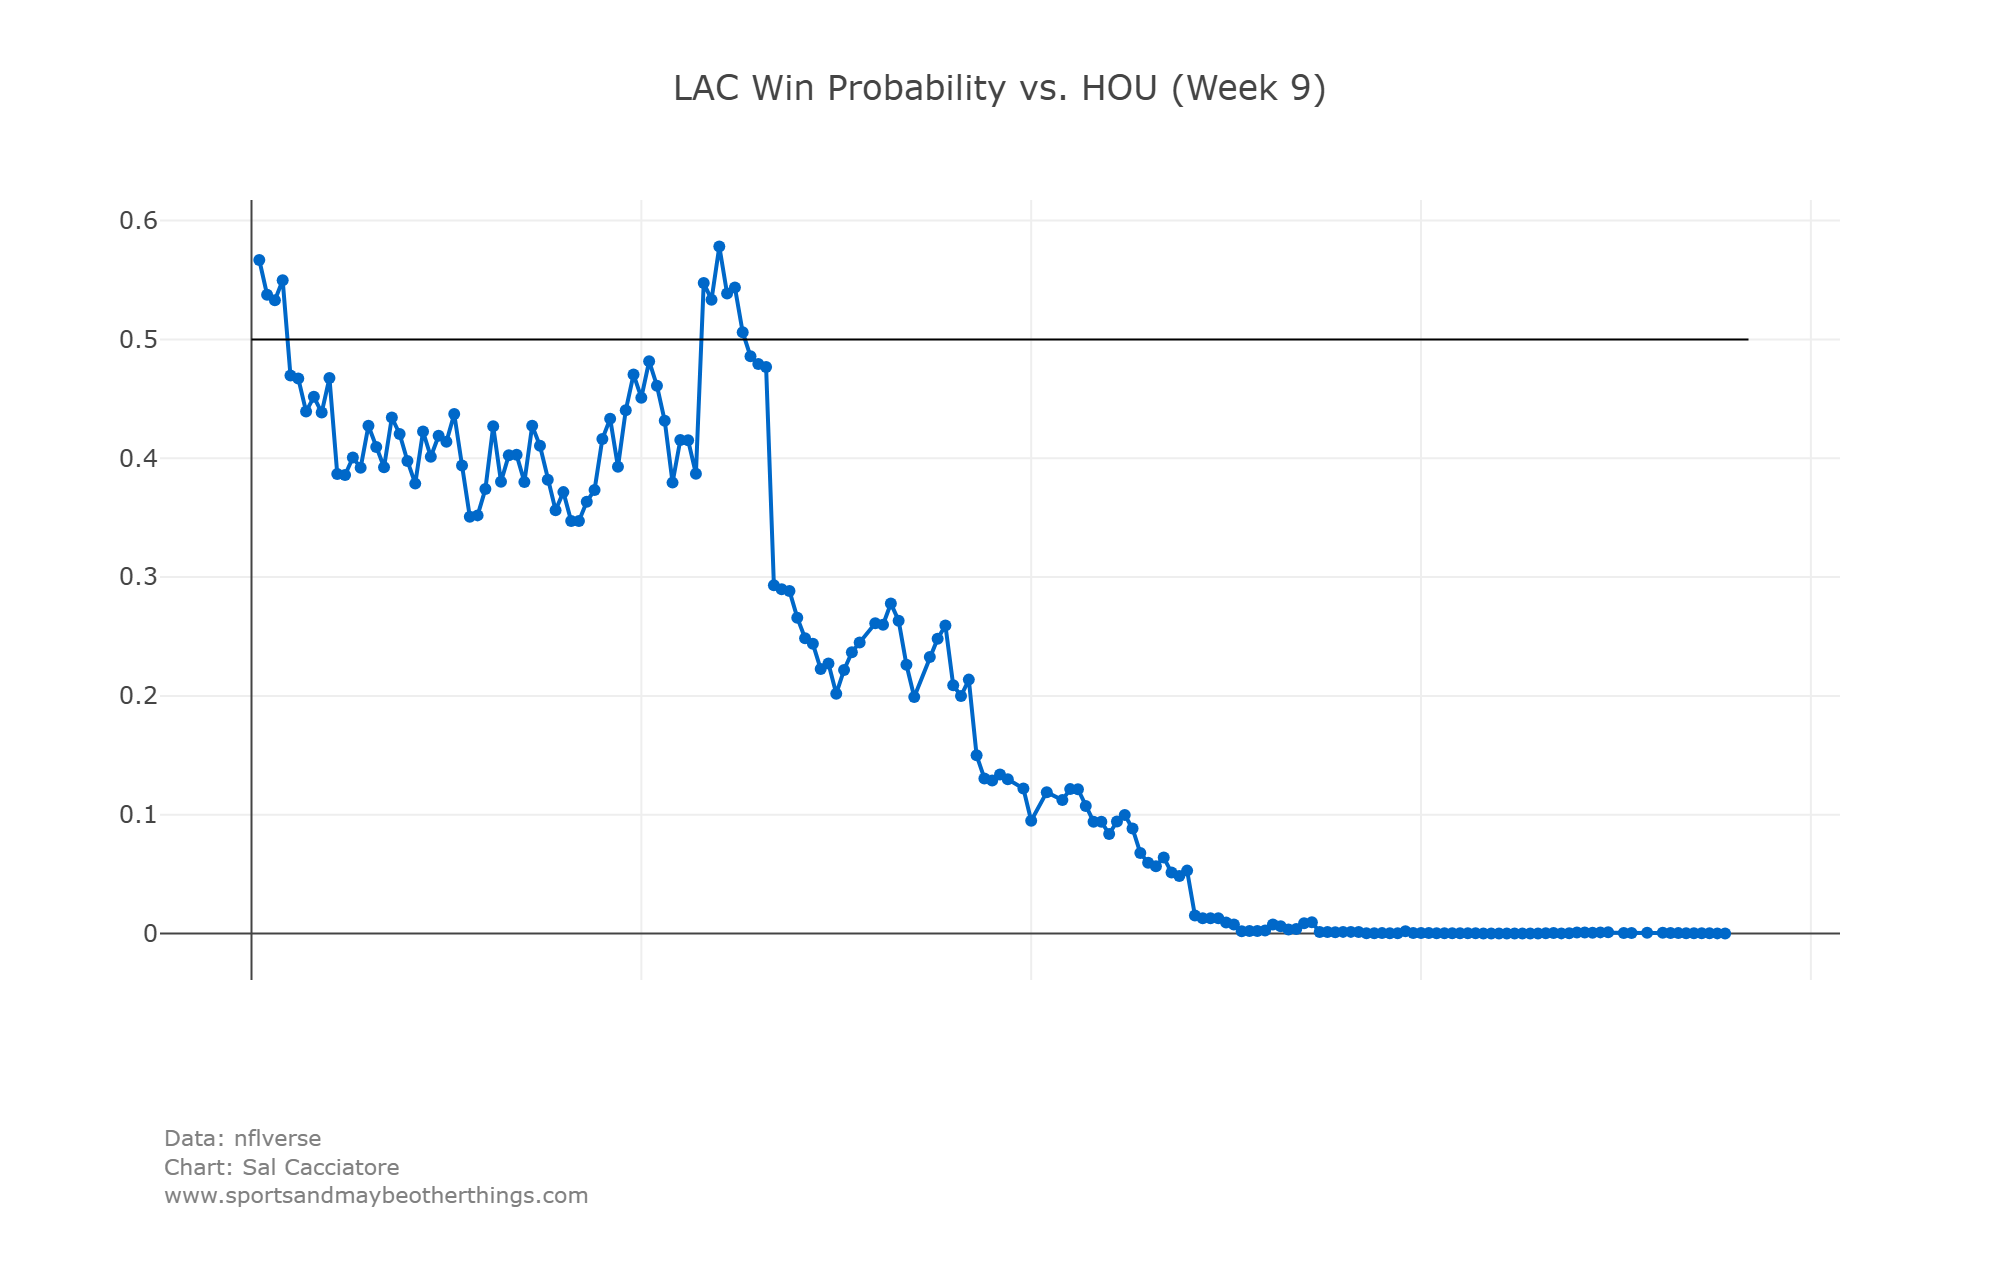 LAC Win Probability vs. HOU (Week 9)
0.6
0.5
0.4
0.3
0.2
0.1
0
Data: nflverse
Chart: Sal Cacciatore
www.sportsandmaybeotherthings.com